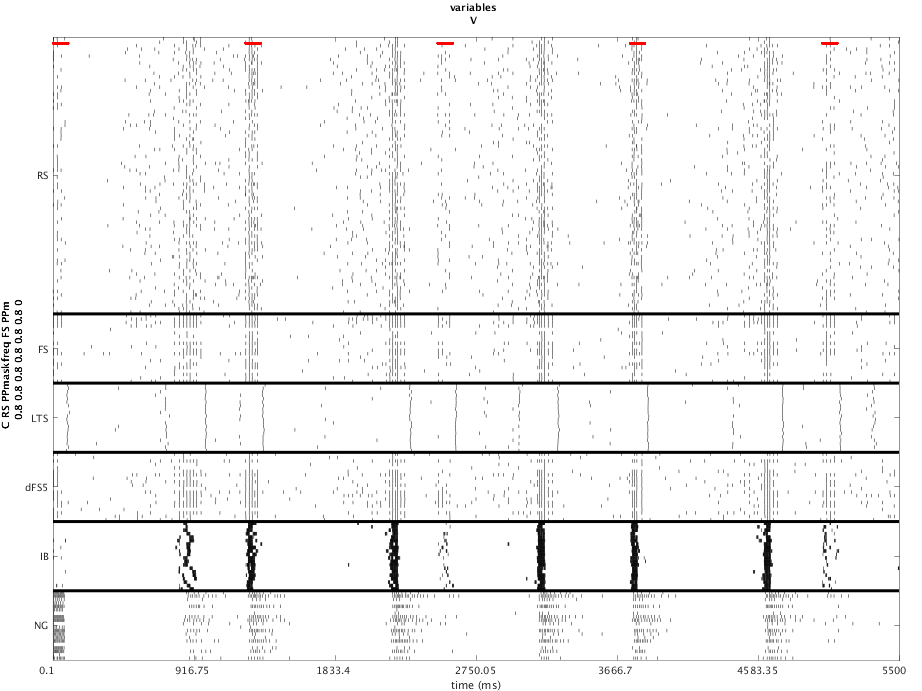 variables
V
C RS PPmaskfreq FS PPm
0.8 0.8 0.8 0.8 0.8 0
RS
FS
LTS
dFS5
IB
NG
0.1 916.75 1833.4 2750.05 3666.7 4583.35 5500
time (ms)